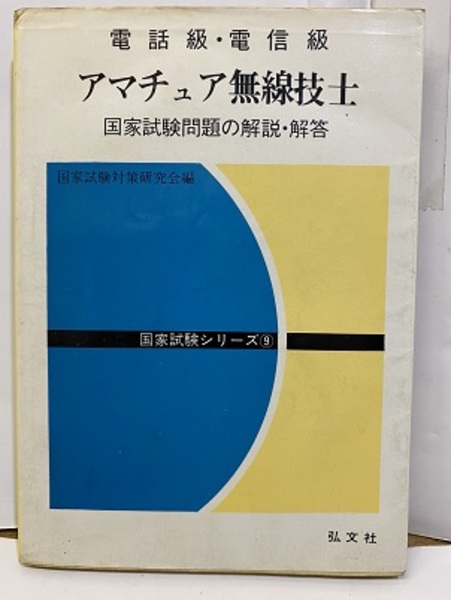 電話級・電信級
アマチュア無線技士
国家試験問題の解説・解答
国家試験対策研究会編
国家試験シリーズ⑨
弘文社